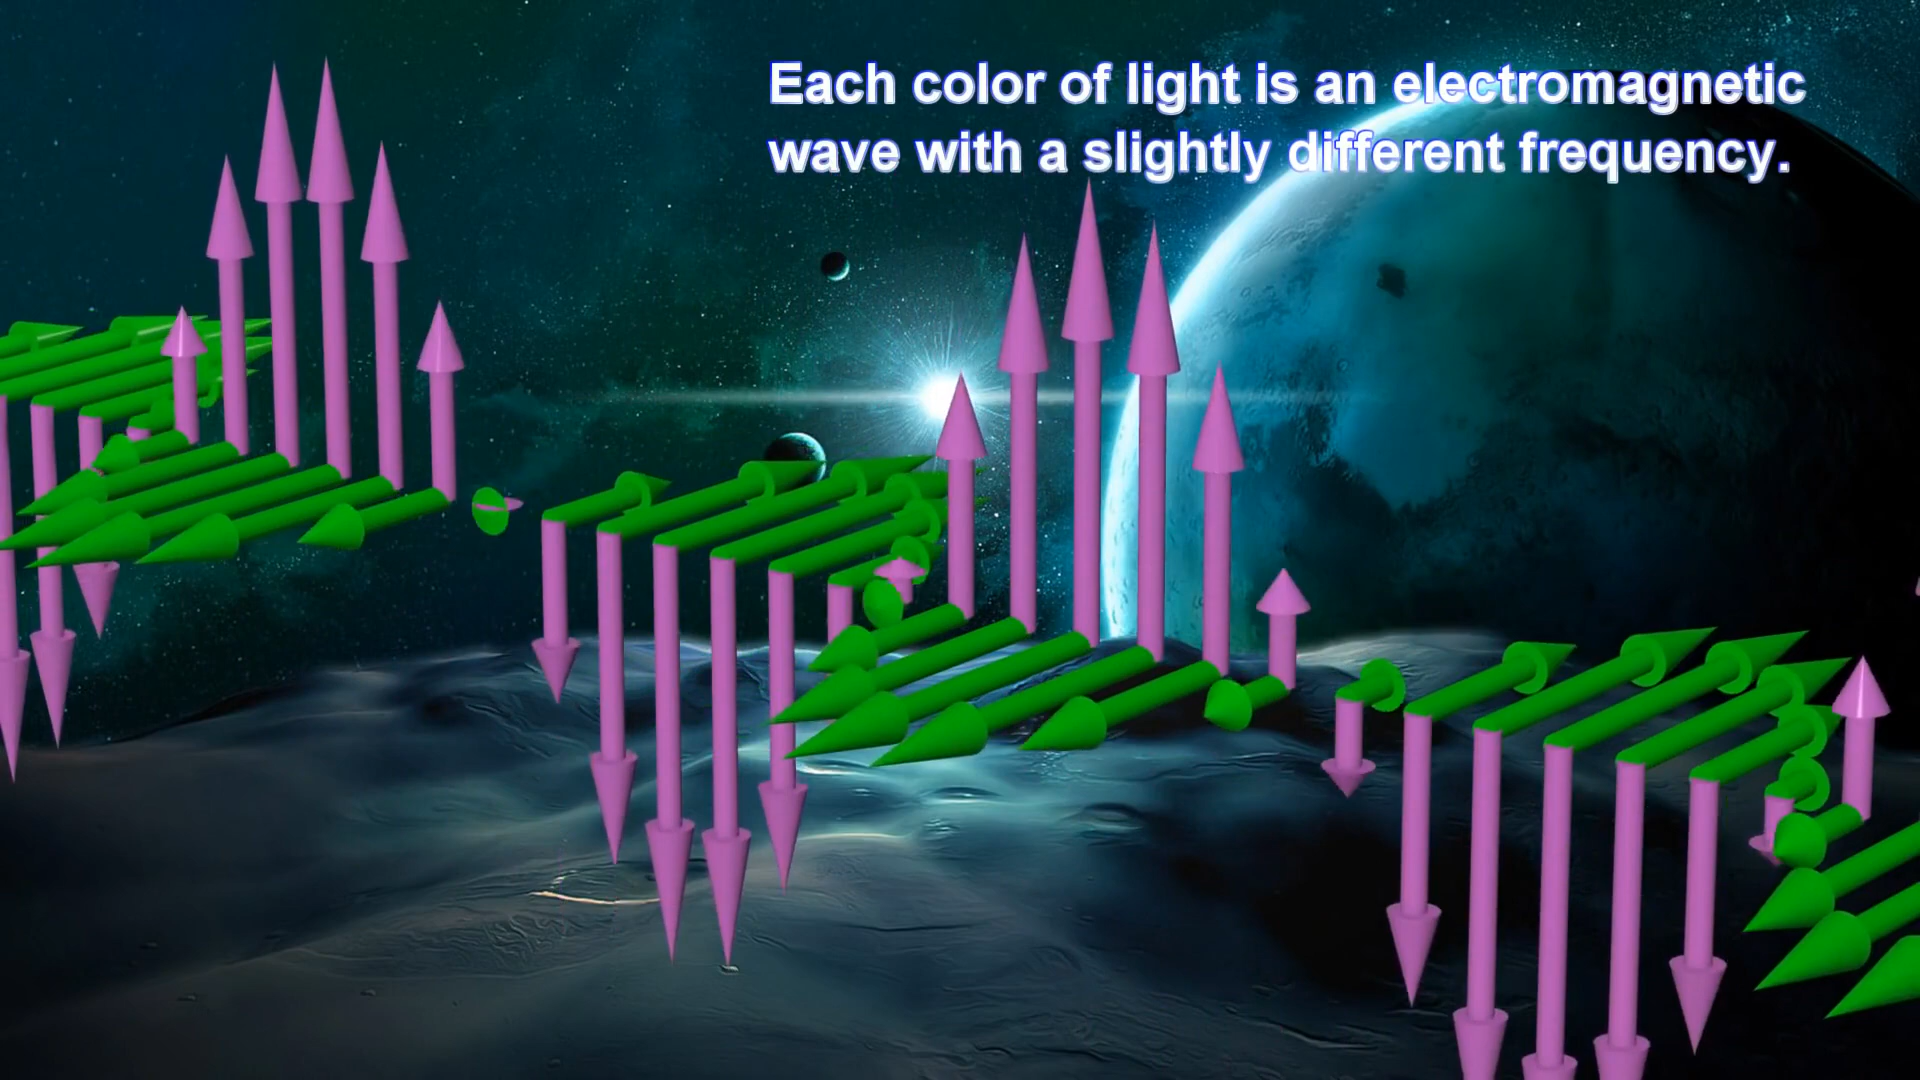 Each color of light is an electromagnetic
wave with a slightly different frequency.